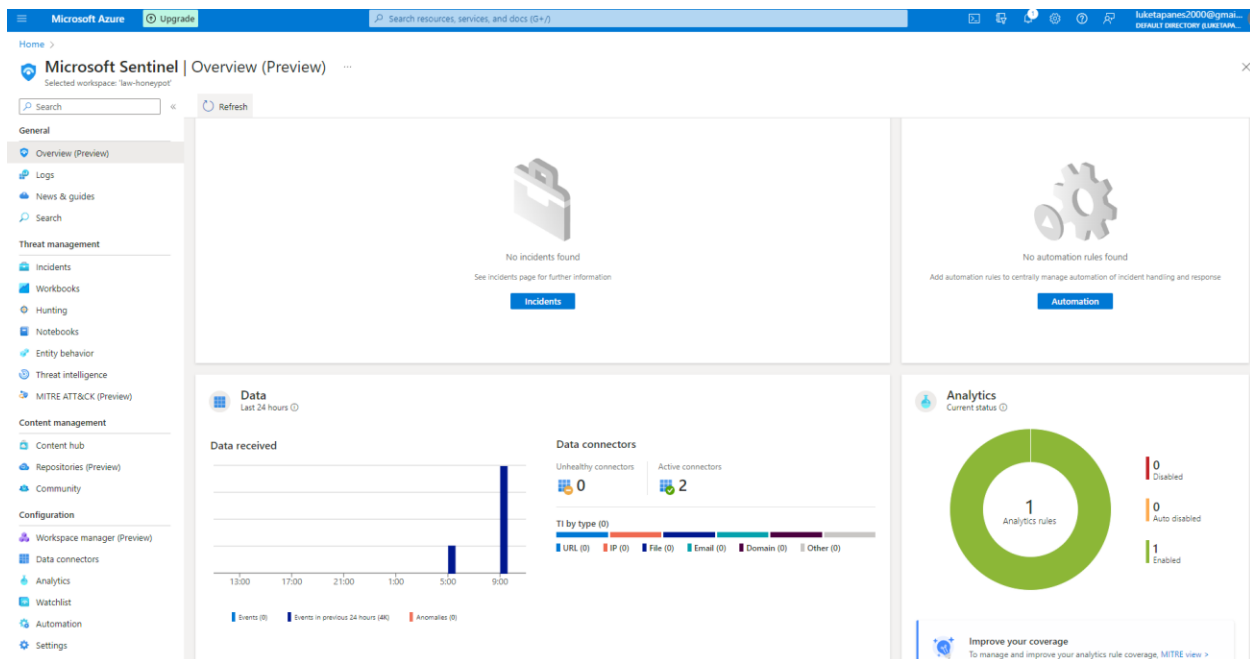 Microsoft Azure
Upgrade
Search resources, services, and docs (G+/)
1
luketapanes2000@gmai...
DEFAULT DIRECTORY (LUKETAPA...
Home >
Microsoft Sentinel | Overview (Preview) ...
Selected workspace: 'law-honeypot'
Search
«
Refresh
General
Overview (Preview)
Logs
News & guides
Search
Threat management
Incidents
Workbooks
Hunting
Notebooks
Entity behavior
Threat intelligence
MITRE ATT&CK (Preview)
Content management
Content hub
Repositories (Preview)
Community
Configuration
Workspace manager (Preview)
Data connectors
Analytics
Watchlist
Automation
Settings
No incidents found
See incidents page for further information
Incidents
No automation rules found
Add automation rules to centrally manage automation of incident handling and response
Automation
Data
Last 24 hours
Data received
13:00 17:00 21:00 1:00 5:00 9:00
Events (0) Events in previous 24 hours (4K) Anomalies (0)
Data connectors
Unhealthy connectors Active connectors
0 2
TI by type (0)
URL (0) IP (0) File (0) Email (0) Domain (0) Other (0)
Analytics
Current status
1
Analytics rules
0
Disabled
0
Auto disabled
1
Enabled
Improve your coverage
To manage and improve your analytics rule coverage, MITRE view >